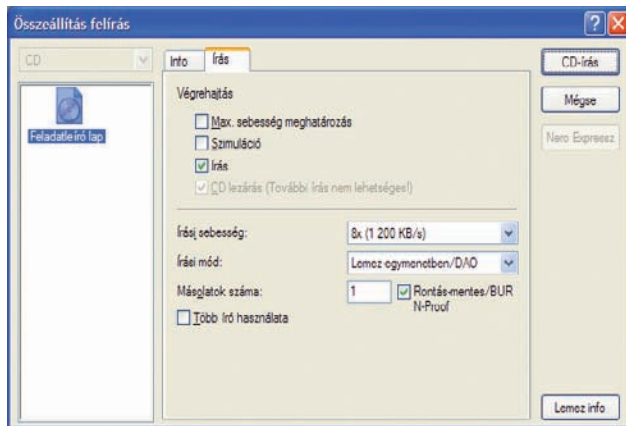 Összeállítás felírás
CD
Feladatleíró lap
Info
Írás
Végrehajtás
Max. sebesség meghatározás
Szimuláció
Írás
CD lezárás (További írás nem lehetséges!)
Írási sebesség:
8x (1 200 KB/s)
Írási mód:
Lemez egymenetben/DAO
Másolatok száma:
1
Rontás-mentes/BUR
N-Proof
Több író használata
CD-írás
Mégse
Nero Expressz
Lemez info